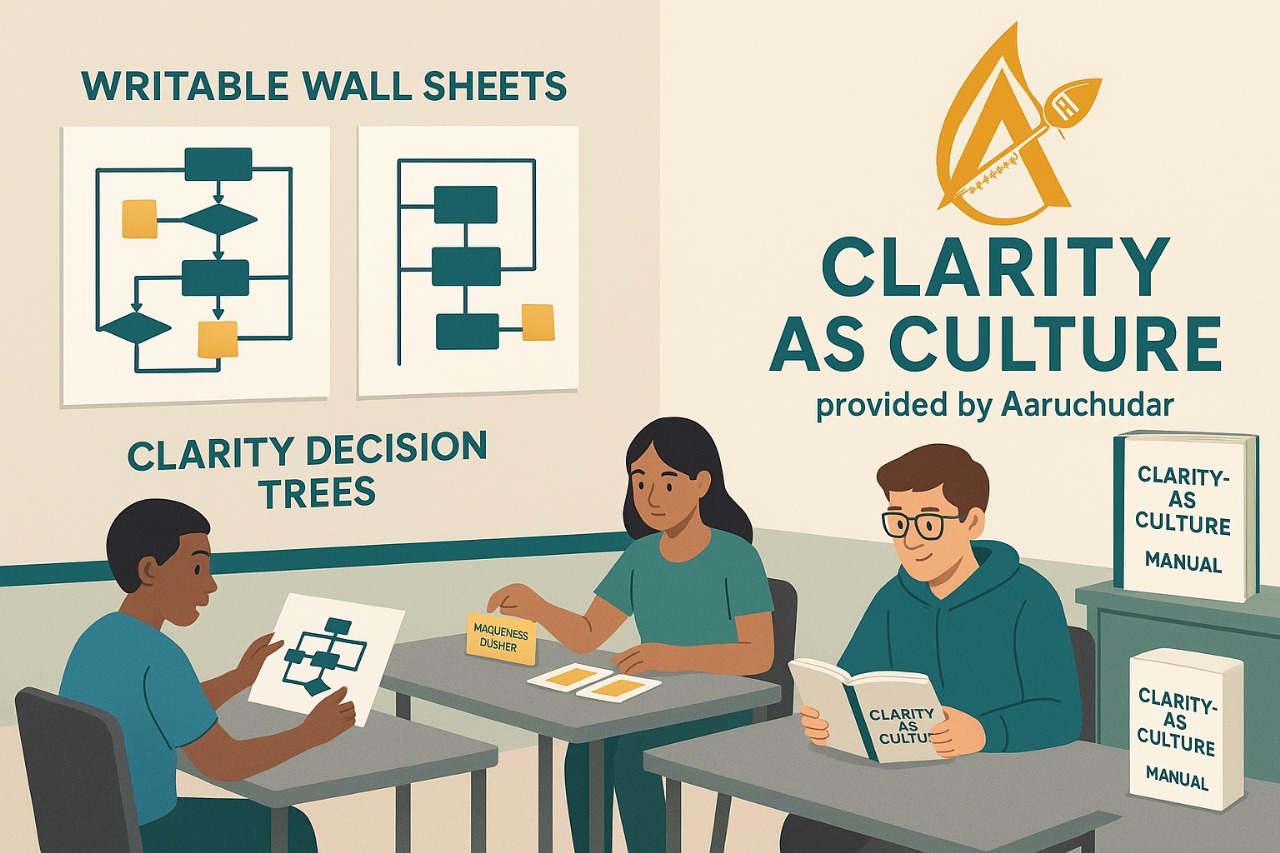 WRITABLE WALL SHEETS
CLARITY DECISION
TREES
CLARITY
AS CULTURE
provided by Aaruchudar
MAQUENESS
DUSHER
CLARITY
AS
CULTU
CLARITY-
AS
CULTURE
MANUAL
CLARITY-
AS
CULTURE
MANUAL